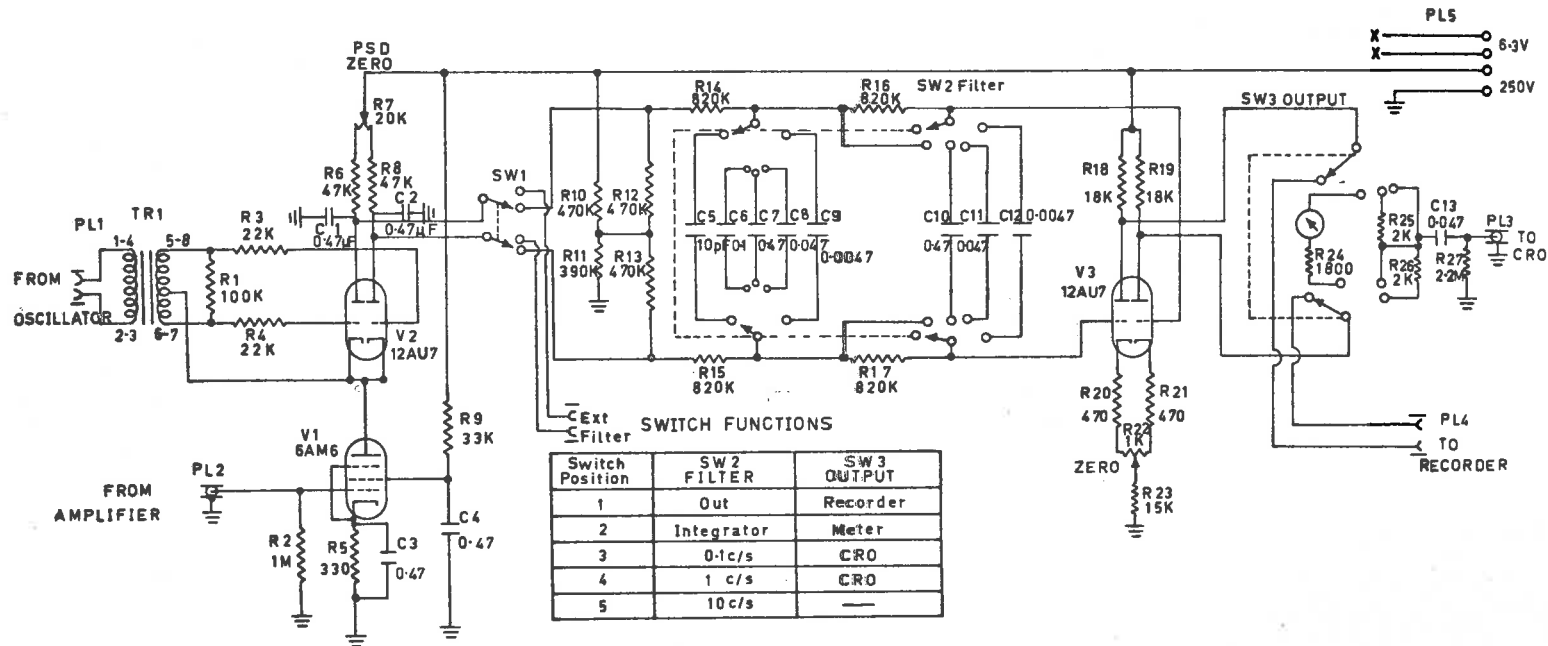 PL5
6·3V
250V
PSD
ZERO
R7
20K
R6
47K
R8
47K
C2
0·47µF
C·1
0·47µF
PL1
TR1
1-4
5-8
2-3
6-7
FROM
OSCILLATOR
R3
22K
R1
100K
R4
22K
V2
12AU7
SW1
R10
470K
R12
470K
R11
390K
R13
470K
R14
820K
R16
820K
SW2 Filter
C5
10pF
C6
C7
0·47
C8
0·047
C9
0·0047
C10
0·47
C11
0·047
C12
0·0047
R15
820K
R17
820K
R18
18K
R19
18K
V3
12AU7
R20
470
R21
470
R22
1K
ZERO
R23
15K
SW3 OUTPUT
R24
1800
R25
2K
R26
2K
C13
0·047
R27
2·2M
PL3
TO
CRO
PL4
TO
RECORDER
V1
6AM6
R9
33K
PL2
FROM
AMPLIFIER
R2
1M
R5
330
C3
0·47
C4
0·47
Ext
Filter
SWITCH FUNCTIONS
Switch Position SW2 FILTER SW3 OUTPUT
1 Out Recorder
2 Integrator Meter
3 0·1c/s CRO
4 1 c/s CRO
5 10c/s —